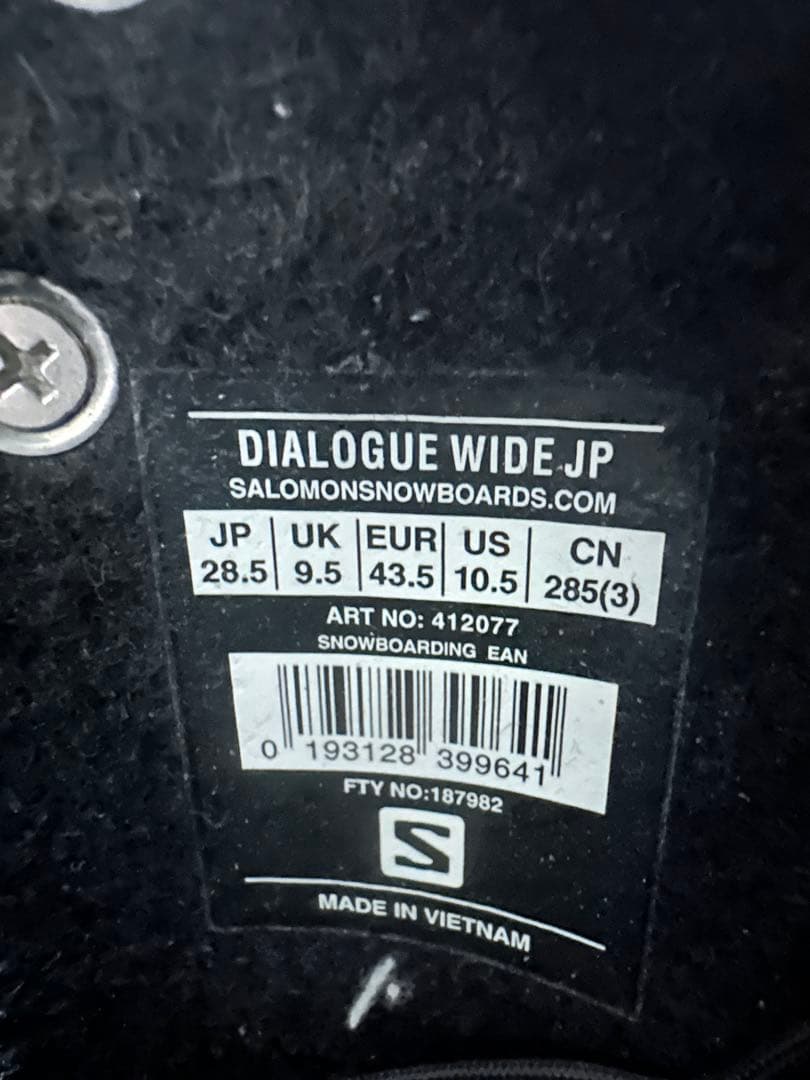 DIALOGUE WIDE JP
SALOMONSNOWBOARDS.COM
JP UK EUR US CN
28.5 9.5 43.5 10.5 285(3)
ART NO: 412077
SNOWBOARDING EAN
0 193128 399641
FTY NO:187982
S
MADE IN VIETNAM